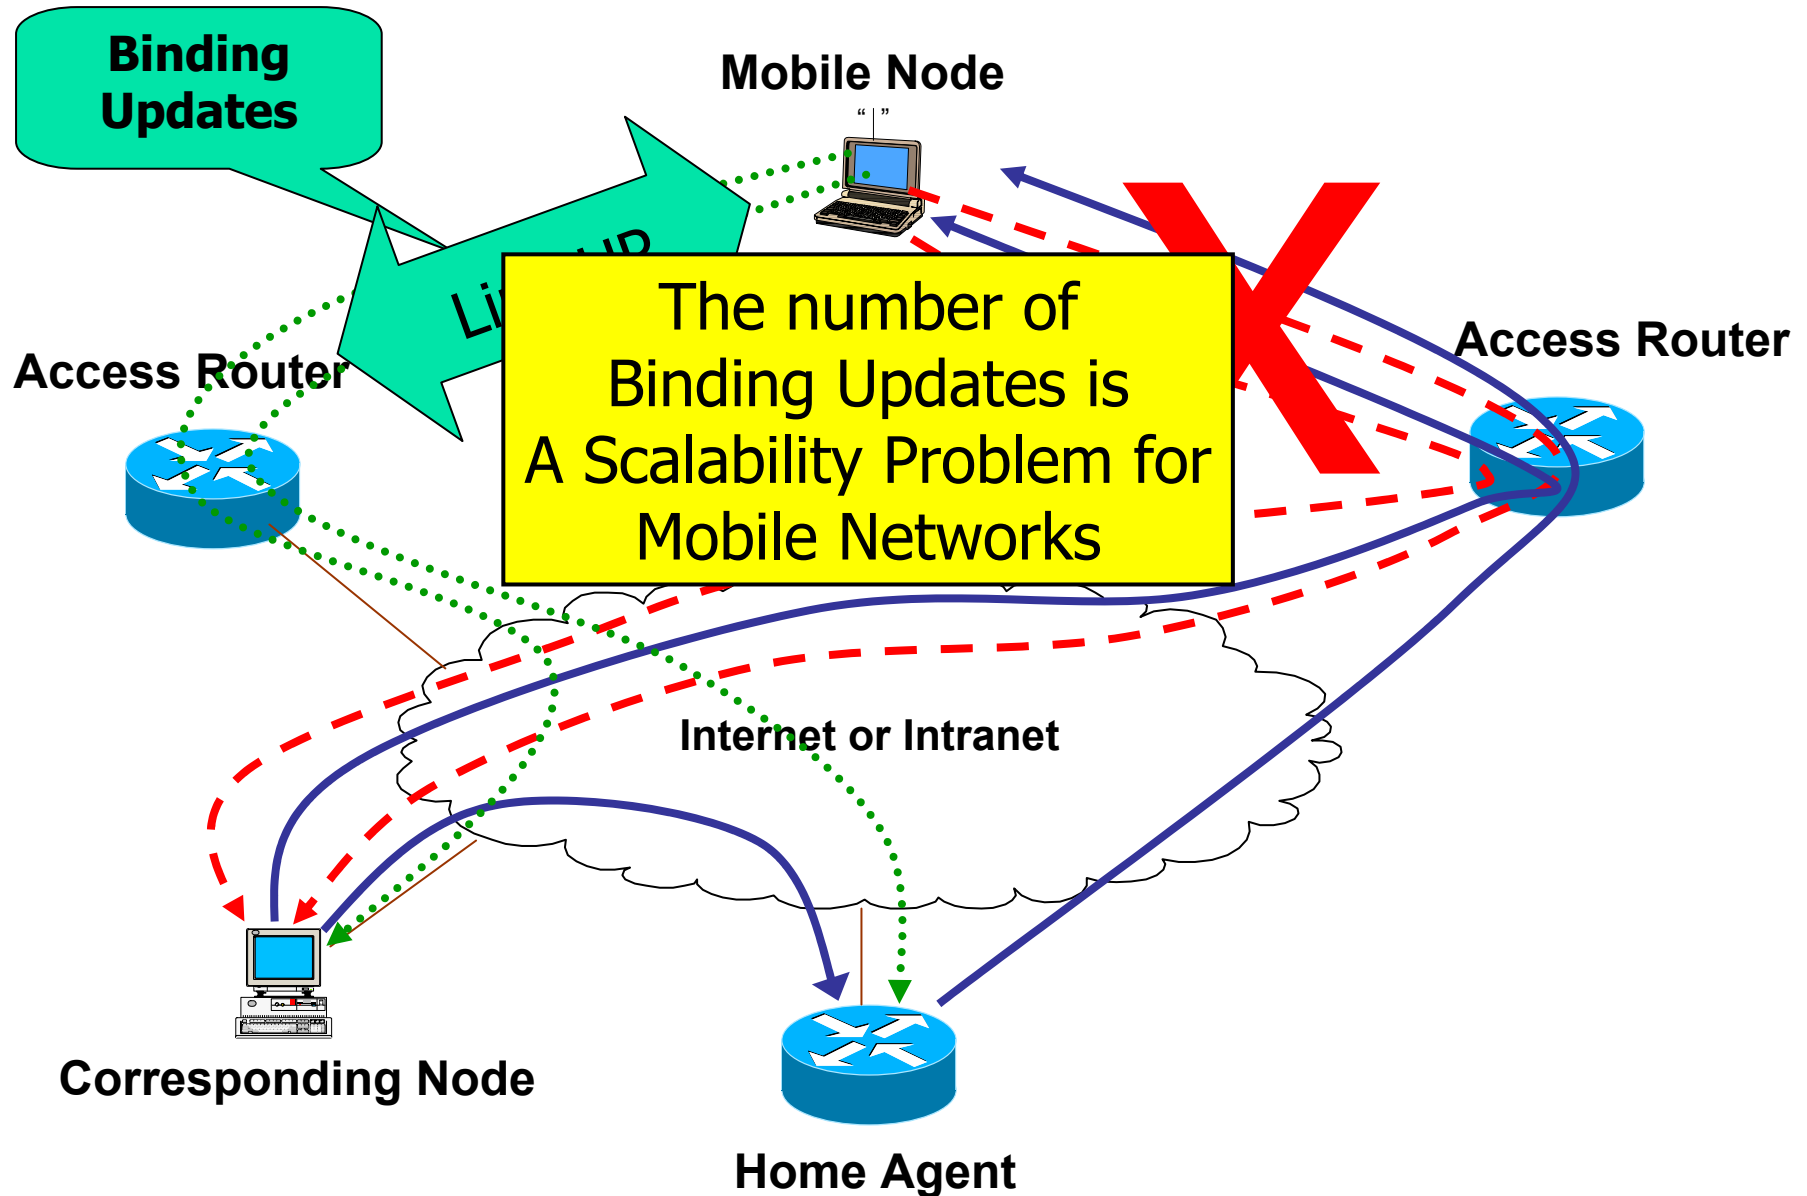 Binding
Updates
Mobile Node
“ ”
UP
The number of
Binding Updates is
A Scalability Problem for
Mobile Networks
Access Router
Access Router
Internet or Intranet
Corresponding Node
Home Agent